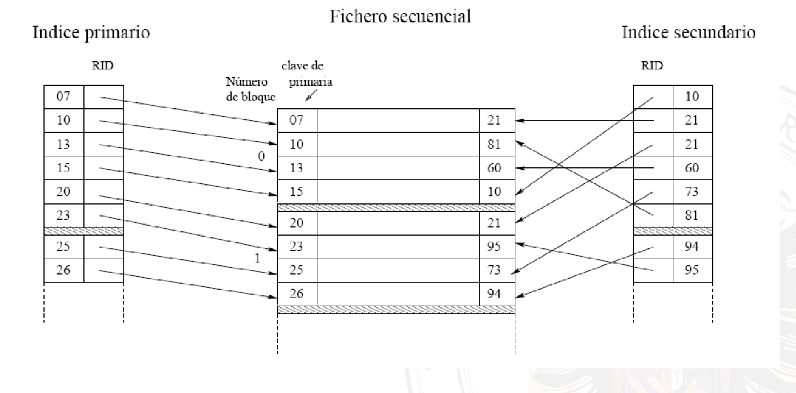 Fichero secuencial
Indice primario
Indice secundario
RID
clave de
primaria
RID
Número
de bloque
07
10
13
15
20
23
25
26
0
1
07 21
10 81
13 60
15 10
20 21
23 95
25 73
26 94
10
21
21
60
73
81
94
95